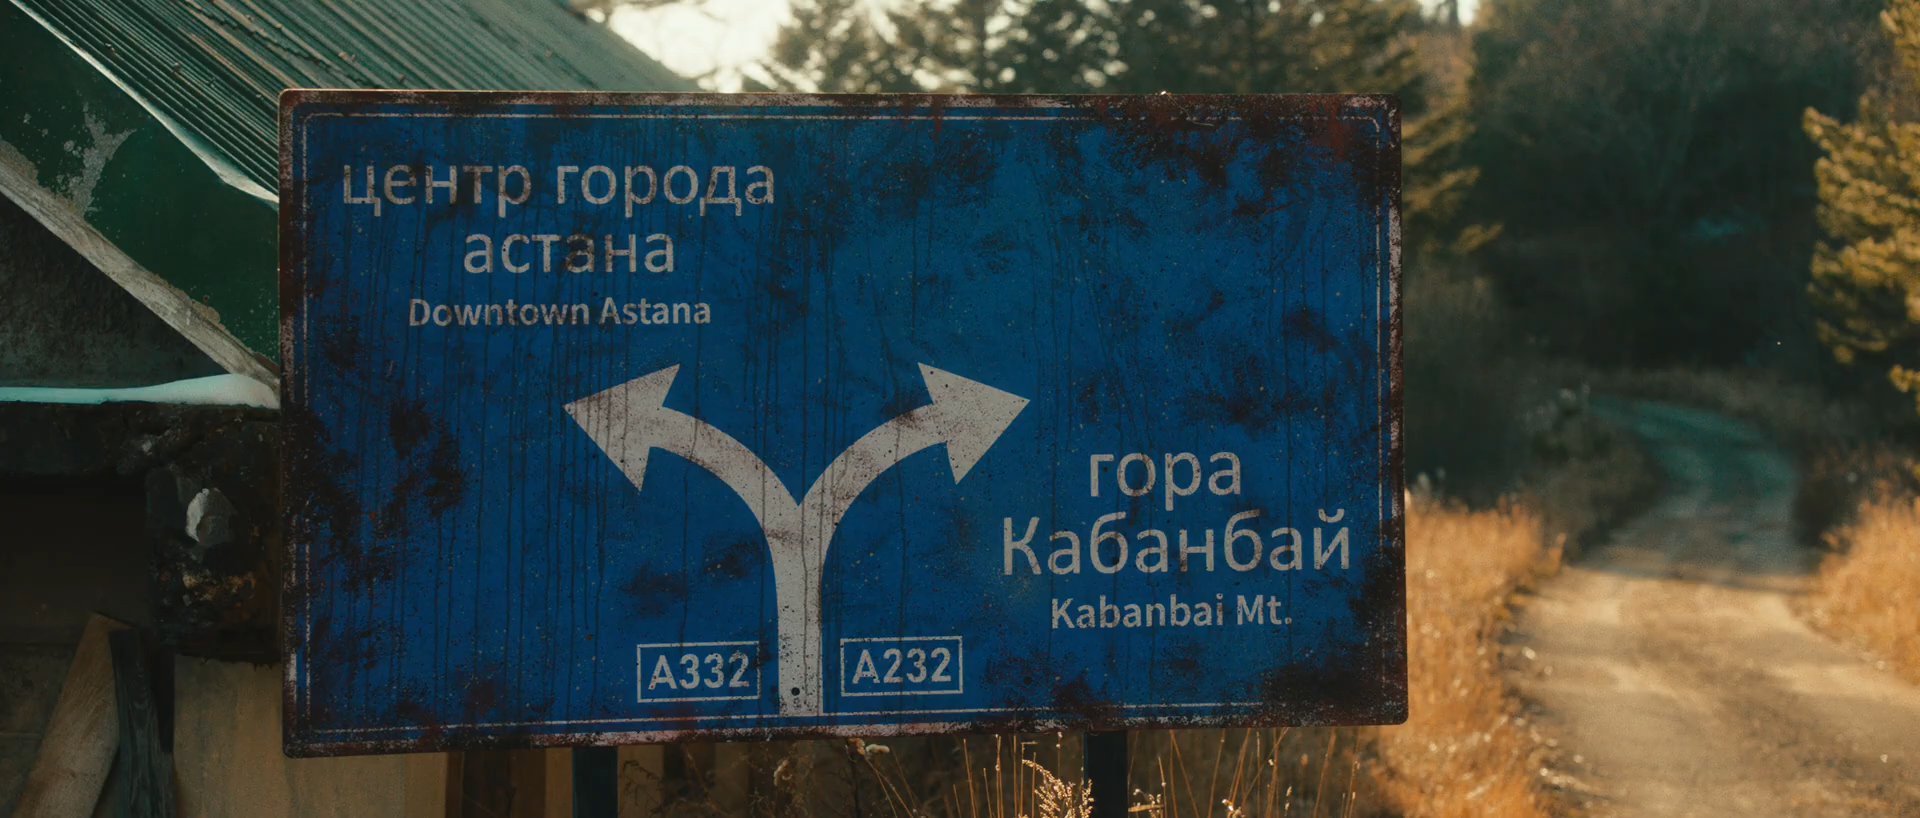 центр города
астана
Downtown Astana
гора
Кабанбай
Kabanbai Mt.
A332
A232